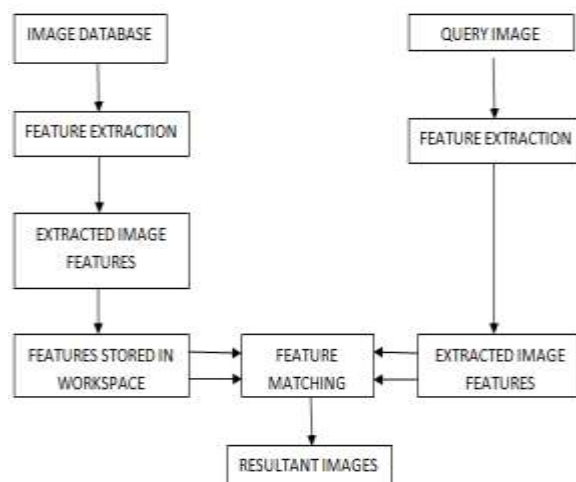 IMAGE DATABASE
QUERY IMAGE
FEATURE EXTRACTION
FEATURE EXTRACTION
EXTRACTED IMAGE
FEATURES
FEATURES STORED IN
WORKSPACE
FEATURE
MATCHING
EXTRACTED IMAGE
FEATURES
RESULTANT IMAGES